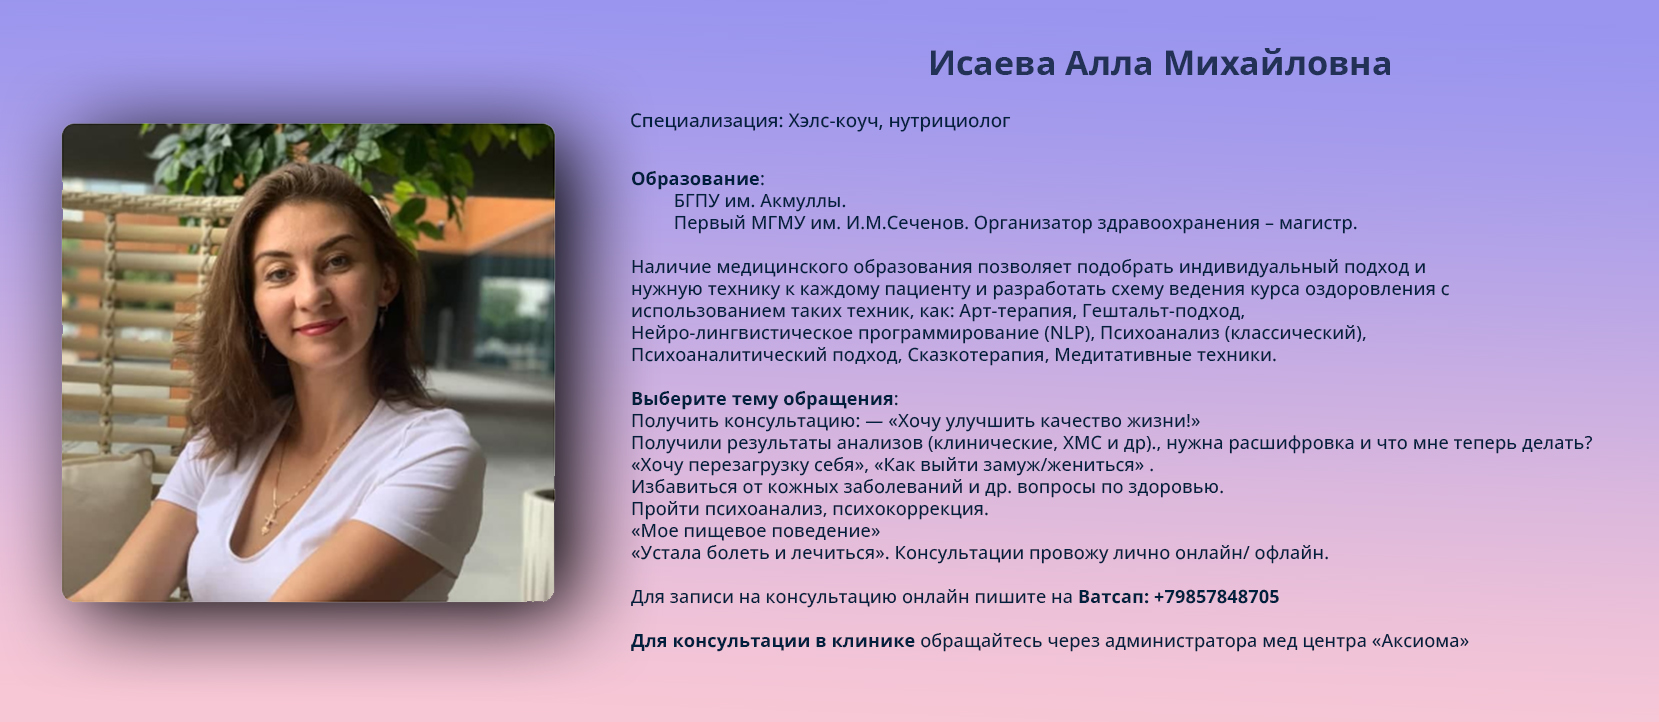 Исаева Алла Михайловна
Специализация: Хэлс-коуч, нутрициолог
Образование:
БГПУ им. Акмуллы.
Первый МГМУ им. И.М.Сеченов. Организатор здравоохранения – магистр.
Наличие медицинского образования позволяет подобрать индивидуальный подход и
нужную технику к каждому пациенту и разработать схему ведения курса оздоровления с
использованием таких техник, как: Арт-терапия, Гештальт-подход,
Нейро-лингвистическое программирование (NLP), Психоанализ (классический),
Психоаналитический подход, Сказкотерапия, Медитативные техники.
Выберите тему обращения:
Получить консультацию: — «Хочу улучшить качество жизни!»
Получили результаты анализов (клинические, ХМС и др)., нужна расшифровка и что мне теперь делать?
«Хочу перезагрузку себя», «Как выйти замуж/жениться» .
Избавиться от кожных заболеваний и др. вопросы по здоровью.
Пройти психоанализ, психокоррекция.
«Мое пищевое поведение»
«Устала болеть и лечиться». Консультации провожу лично онлайн/ офлайн.
Для записи на консультацию онлайн пишите на Ватсап: +79857848705
Для консультации в клинике обращайтесь через администратора мед центра «Аксиома»